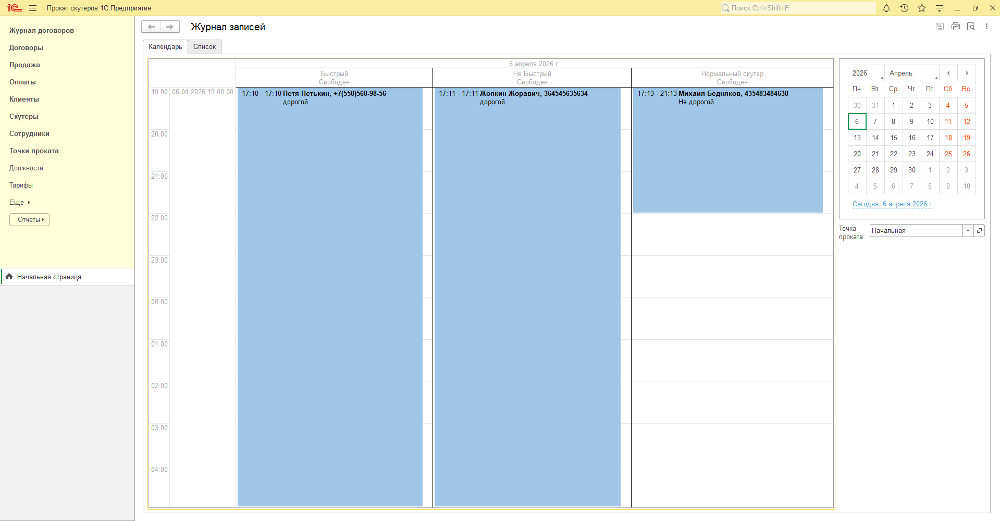 1С Прокат скутеров 1С:Предприятие
Поиск Ctrl+Shift+F
Журнал договоров
Договоры
Продажа
Оплаты
Клиенты
Скутеры
Сотрудники
Точки проката
Должности
Тарифы
Еще
Отчеты
Начальная страница
Журнал записей
Календарь Список
6 апреля 2026 г.
Быстрый
Свободен
Не Быстрый
Свободен
Нормальный скутер
Свободен
19:00 06.04.2026 19:00:00
17:10 - 17:10 Петя Петькин, +7(558)568-98-56
дорогой
17:11 - 17:11 Жопкин Жоравич, 364545635634
дорогой
17:13 - 21:13 Михаил Бедняков, 435483484638
Не дорогой
20:00
21:00
22:00
23:00
00:00
01:00
02:00
03:00
04:00
2026 Апрель
Пн Вт Ср Чт Пт Сб Вс
30 31 1 2 3 4 5
6 7 8 9 10 11 12
13 14 15 16 17 18 19
20 21 22 23 24 25 26
27 28 29 30 1 2 3
4 5 6 7 8 9 10
Сегодня, 6 апреля 2026 г.
Точка
проката:
Начальная